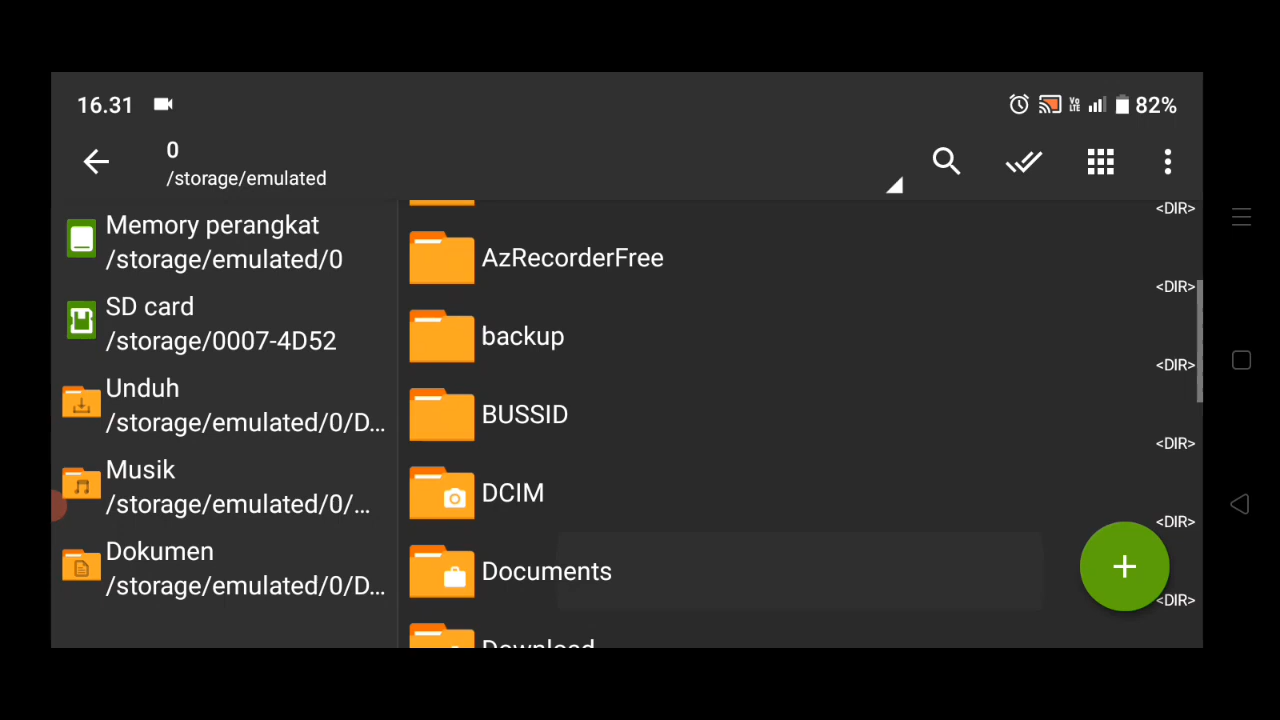 16.31
Vo LTE 82%
0
/storage/emulated
Memory perangkat
/storage/emulated/0
SD card
/storage/0007-4D52
Unduh
/storage/emulated/0/D...
Musik
/storage/emulated/0/...
Dokumen
/storage/emulated/0/D...
<DIR>
AzRecorderFree
<DIR>
backup
<DIR>
BUSSID
<DIR>
DCIM
<DIR>
Documents
<DIR>
Download